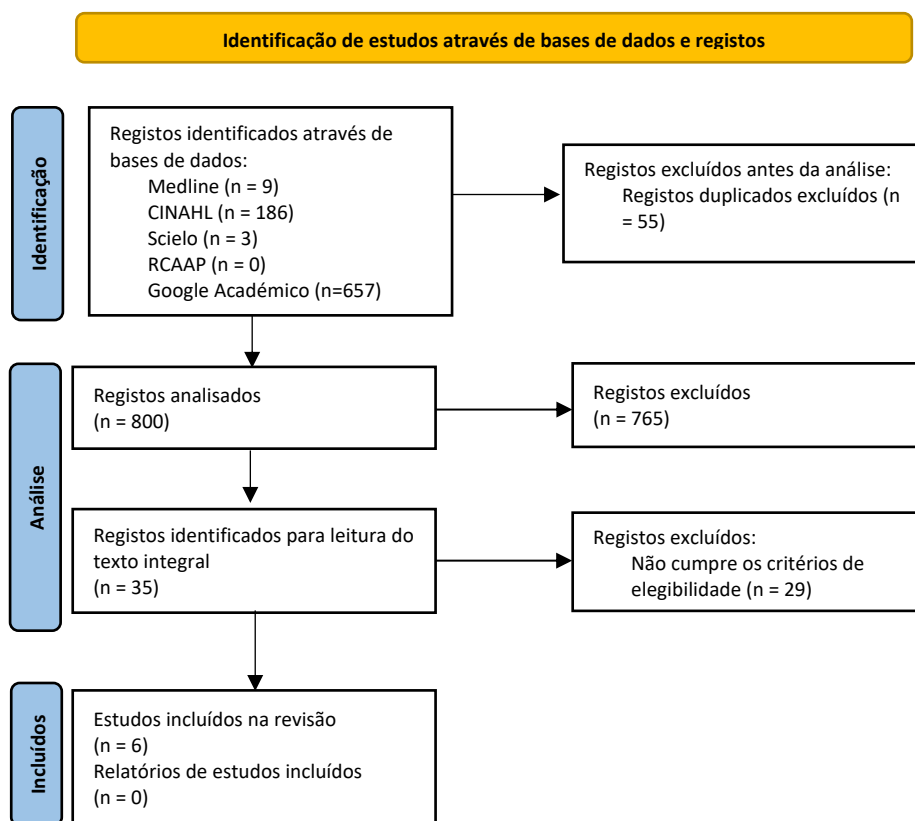 Identificação de estudos através de bases de dados e registos
Identificação
Registos identificados através de
bases de dados:
Medline (n = 9)
CINAHL (n = 186)
Scielo (n = 3)
RCAAP (n = 0)
Google Académico (n=657)
Registos excluídos antes da análise:
Registos duplicados excluídos (n
= 55)
Análise
Registos analisados
(n = 800)
Registos excluídos
(n = 765)
Registos identificados para leitura do
texto integral
(n = 35)
Registos excluídos:
Não cumpre os critérios de
elegibilidade (n = 29)
Incluídos
Estudos incluídos na revisão
(n = 6)
Relatórios de estudos incluídos
(n = 0)